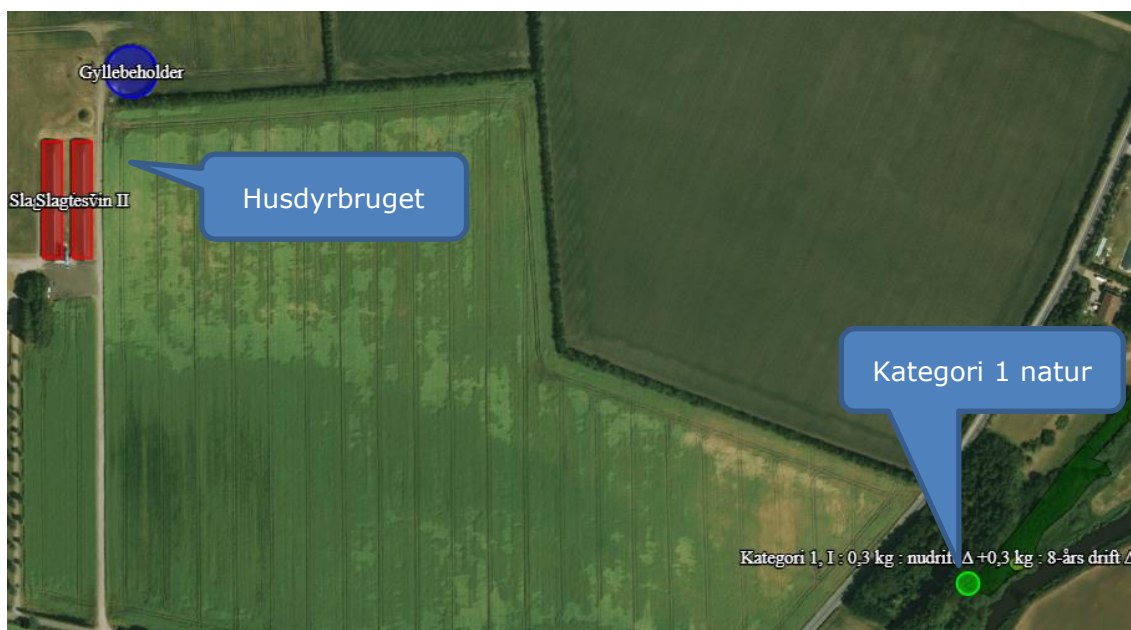 Gyllebeholder
Husdyrbruget
Slagtesvin II
Kategori 1 natur
Kategori 1, I : 0,3 kg : nudrift Δ +0,3 kg : 8-års drift Δ